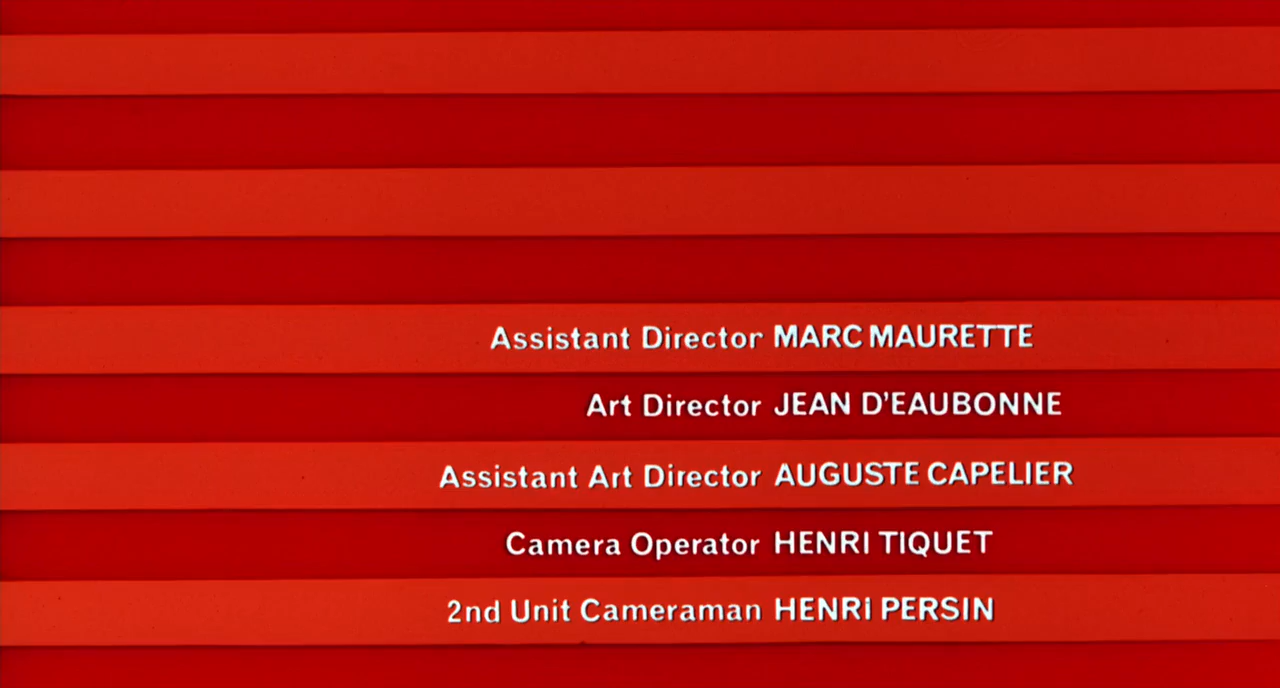 Assistant Director MARC MAURETTE
Art Director JEAN D'EAUBONNE
Assistant Art Director AUGUSTE CAPELIER
Camera Operator HENRI TIQUET
2nd Unit Cameraman HENRI PERSIN